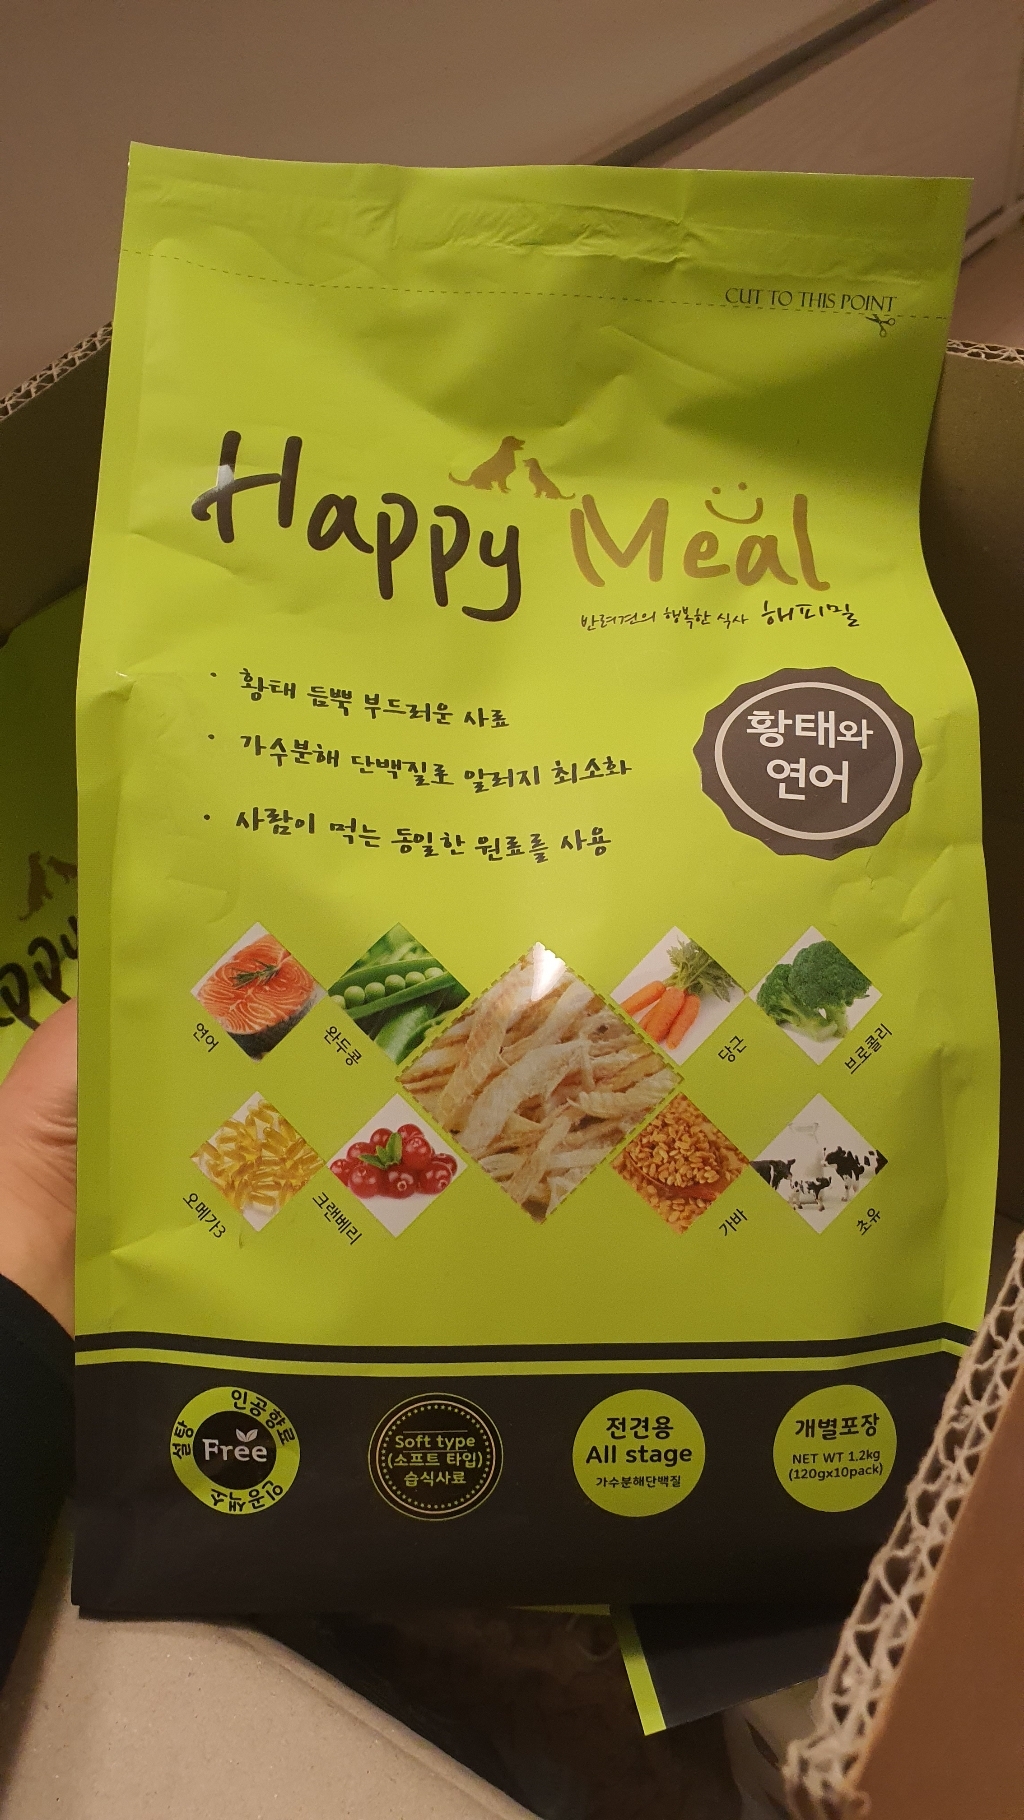 CUT TO THIS POINT
Happy Meal
반려견의 행복한 식사 해피밀
· 황태 듬뿍 부드러운 사료
· 가수분해 단백질로 알러지 최소화
· 사람이 먹는 동일한 원료를 사용
황태와
연어
연어
완두콩
당근
브로콜리
오메가3
크랜베리
가바
초유
인공향료
설탕
Free
인공색소
Soft type
(소프트 타입)
습식사료
전견용
All stage
가수분해단백질
개별포장
NET WT 1.2kg
(120gx10pack)